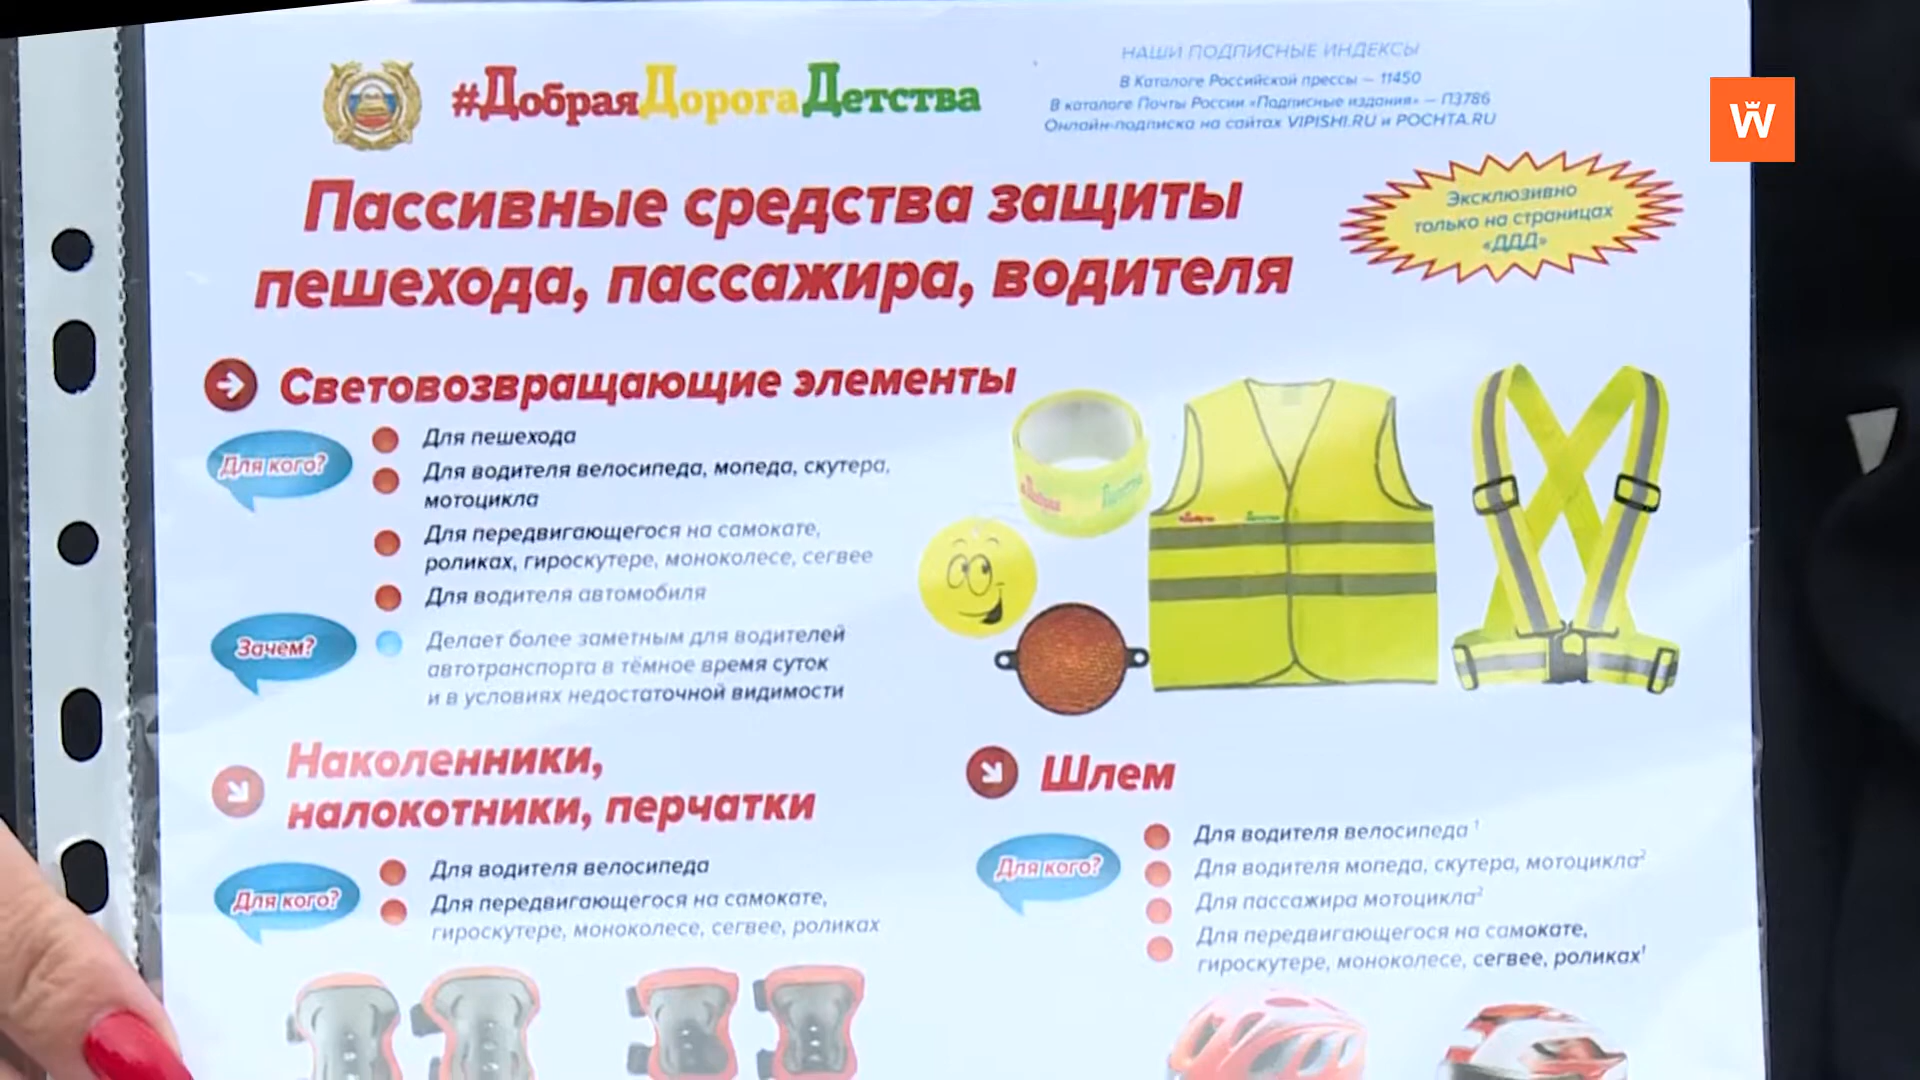 #ДобраяДорогаДетства
НАШИ ПОДПИСНЫЕ ИНДЕКСЫ
В Каталоге Российской прессы — 11450
В каталоге Почты России «Подписные издания» — П3786
Онлайн-подписка на сайтах VIPISHI.RU и POCHTA.RU
W
Пассивные средства защиты
пешехода, пассажира, водителя
Эксклюзивно
только на страницах
«ДДД»
Световозвращающие элементы
Для кого?
Для пешехода
Для водителя велосипеда, мопеда, скутера,
мотоцикла
Для передвигающегося на самокате,
роликах, гироскутере, моноколесе, сегвее
Для водителя автомобиля
Зачем?
Делает более заметным для водителей
автотранспорта в тёмное время суток
и в условиях недостаточной видимости
Наколенники,
налокотники, перчатки
Для кого?
Для водителя велосипеда
Для передвигающегося на самокате,
гироскутере, моноколесе, сегвее, роликах
Шлем
Для кого?
Для водителя велосипеда¹
Для водителя мопеда, скутера, мотоцикла²
Для пассажира мотоцикла²
Для передвигающегося на самокате,
гироскутере, моноколесе, сегвее, роликах¹